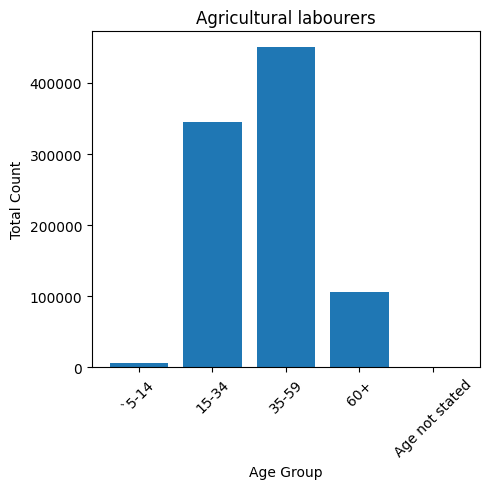 Agricultural labourers
Total Count
400000
300000
200000
100000
0
`5-14
15-34
35-59
60+
Age not stated
Age Group